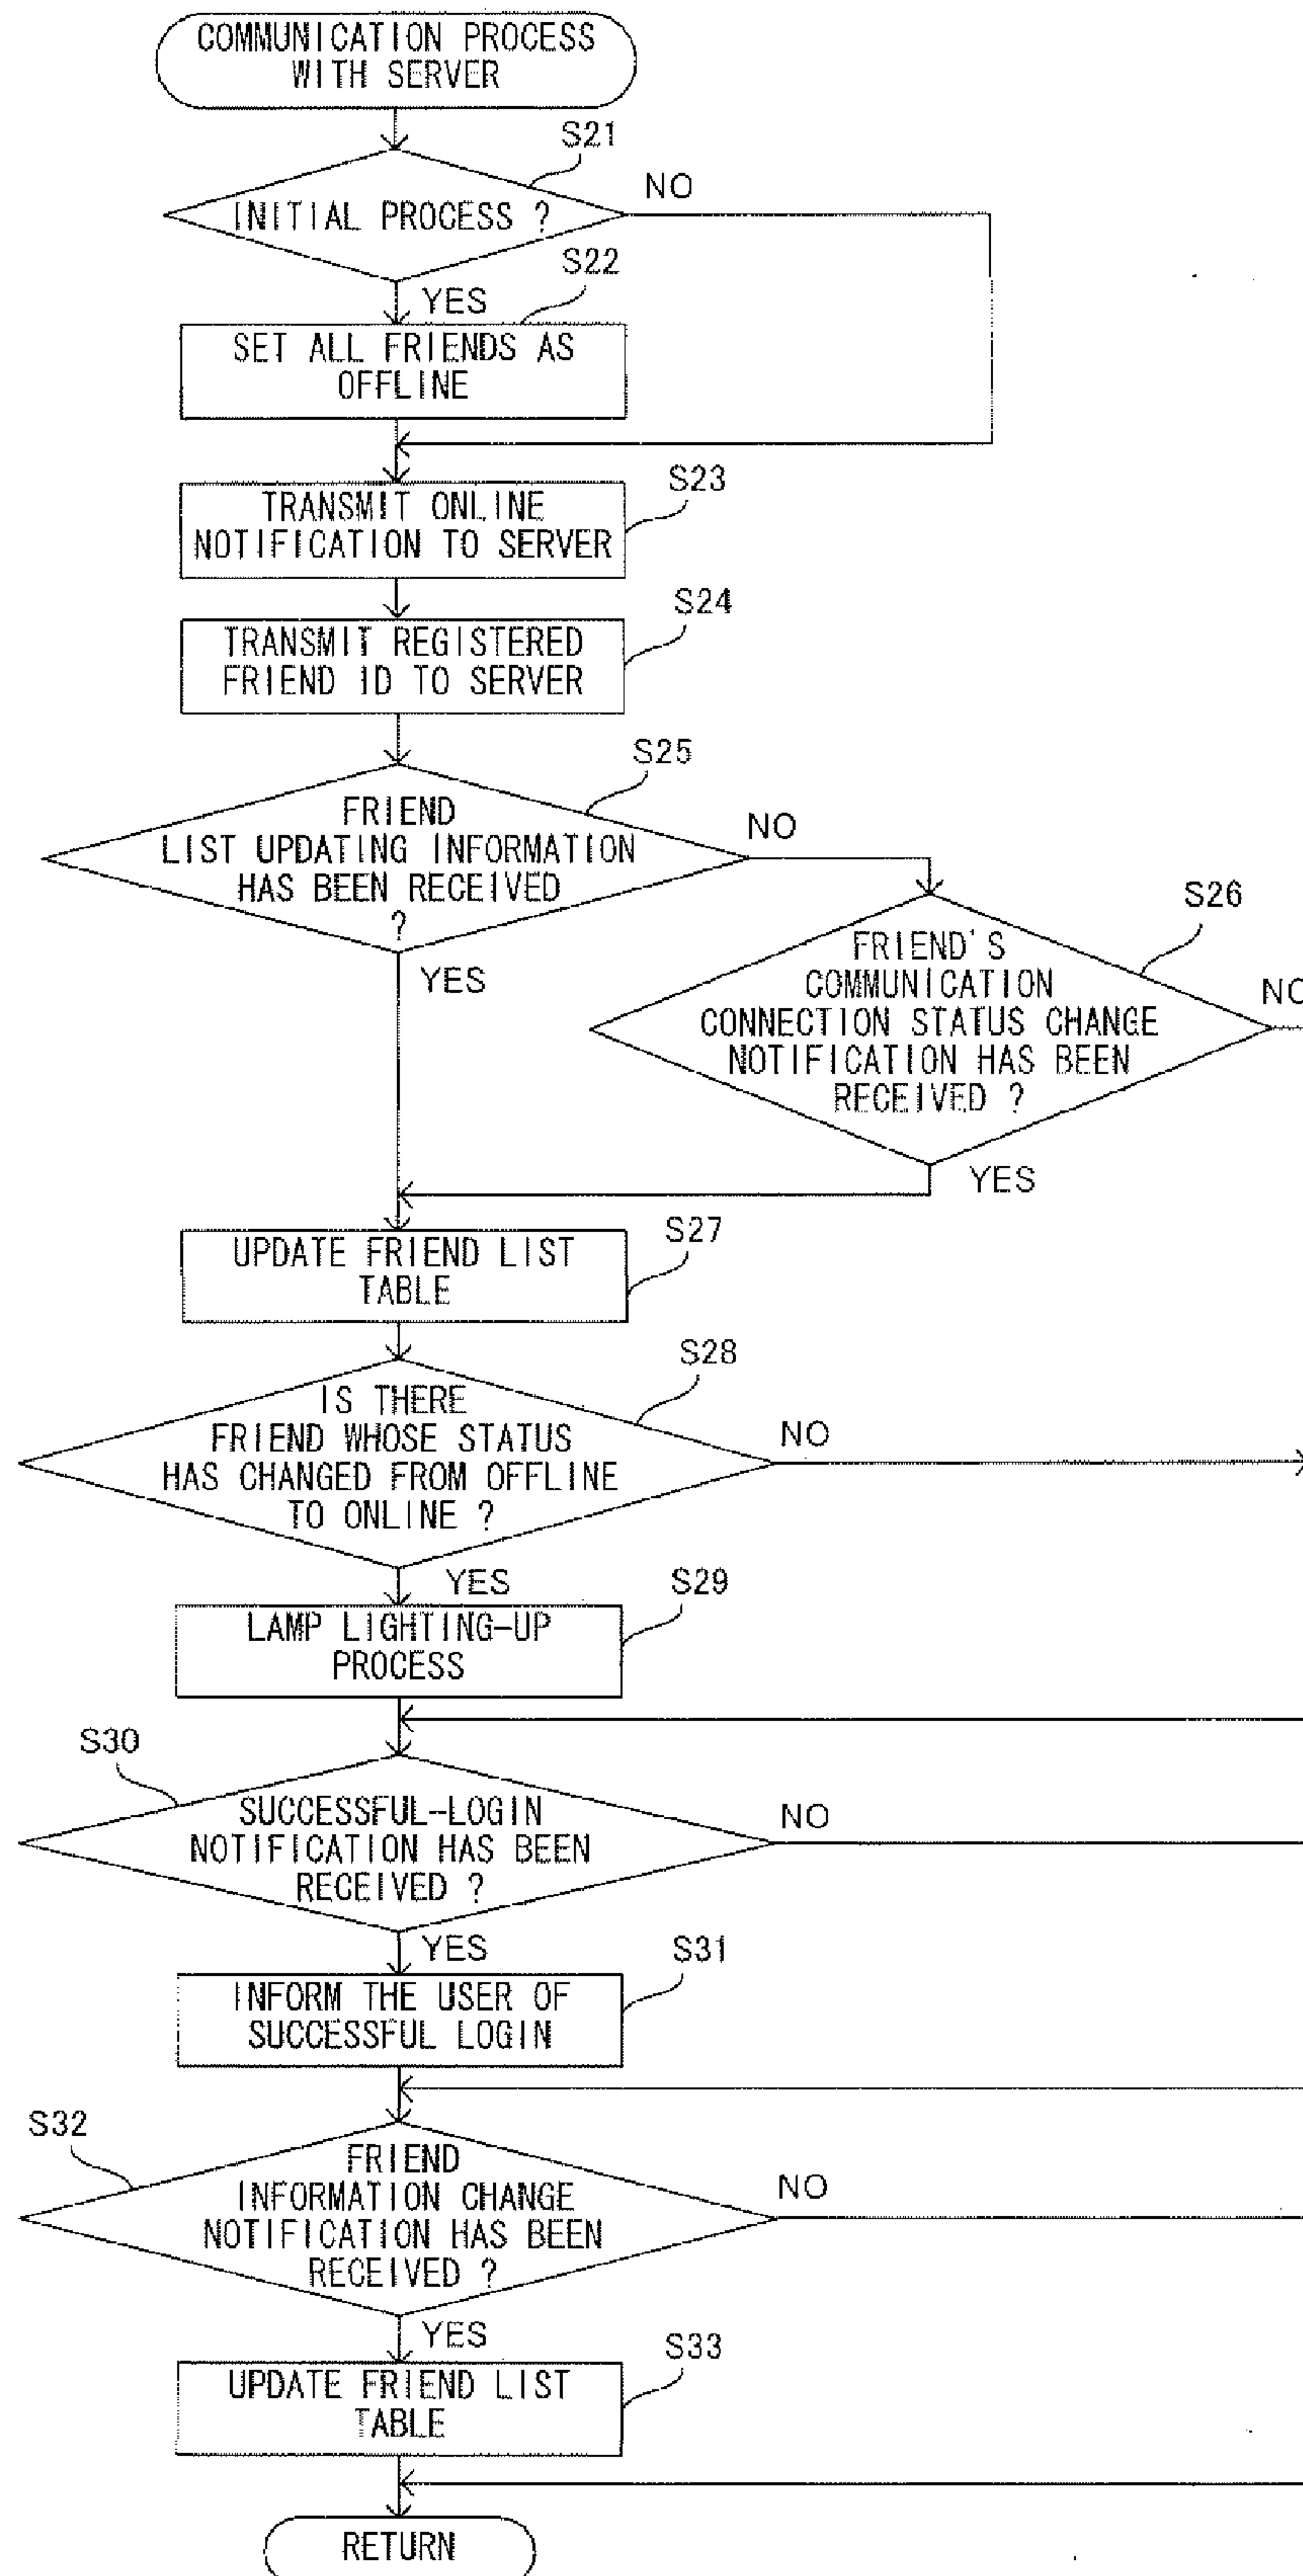 COMMUNICATION PROCESS
WITH SERVER
S21
INITIAL PROCESS ?
NO
S22
YES
SET ALL FRIENDS AS
OFFLINE
S23
TRANSMIT ONLINE
NOTIFICATION TO SERVER
S24
TRANSMIT REGISTERED
FRIEND ID TO SERVER
S25
FRIEND
LIST UPDATING INFORMATION
HAS BEEN RECEIVED
?
NO
YES
S26
FRIEND'S
COMMUNICATION
CONNECTION STATUS CHANGE
NOTIFICATION HAS BEEN
RECEIVED ?
NO
YES
S27
UPDATE FRIEND LIST
TABLE
S28
IS THERE
FRIEND WHOSE STATUS
HAS CHANGED FROM OFFLINE
TO ONLINE ?
NO
YES
S29
LAMP LIGHTING-UP
PROCESS
S30
SUCCESSFUL-LOGIN
NOTIFICATION HAS BEEN
RECEIVED ?
NO
YES
S31
INFORM THE USER OF
SUCCESSFUL LOGIN
S32
FRIEND
INFORMATION CHANGE
NOTIFICATION HAS BEEN
RECEIVED ?
NO
YES
S33
UPDATE FRIEND LIST
TABLE
RETURN